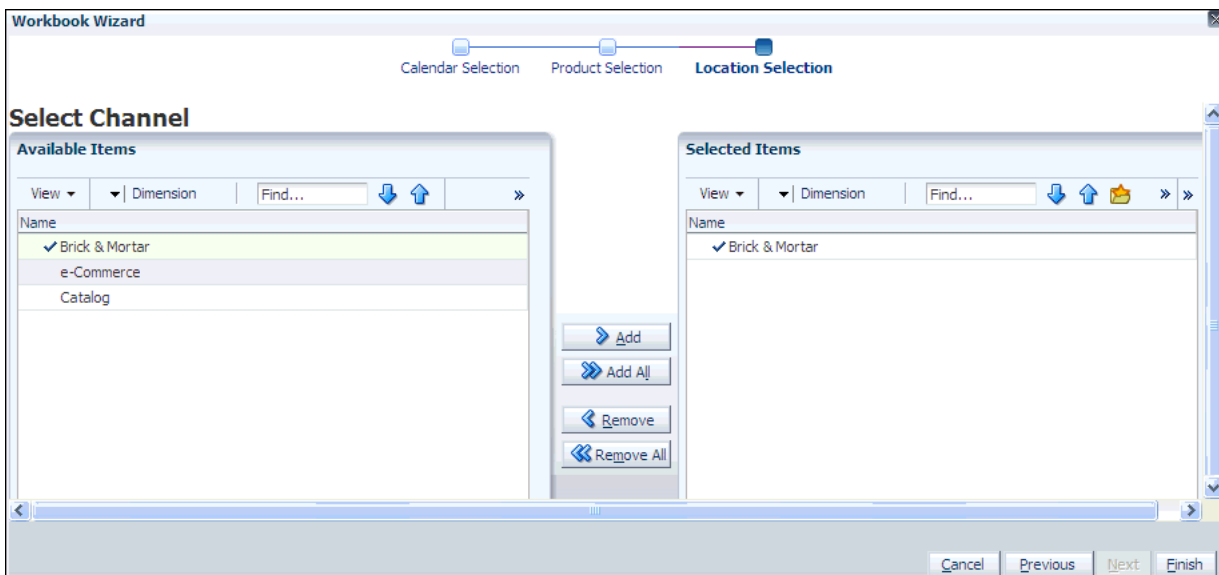 Workbook Wizard
Calendar Selection Product Selection Location Selection
Select Channel
Available Items
View Dimension Find...
Name
Brick & Mortar
e-Commerce
Catalog
Add
Add All
Remove
Remove All
Selected Items
View Dimension Find...
Name
Brick & Mortar
Cancel Previous Next Finish